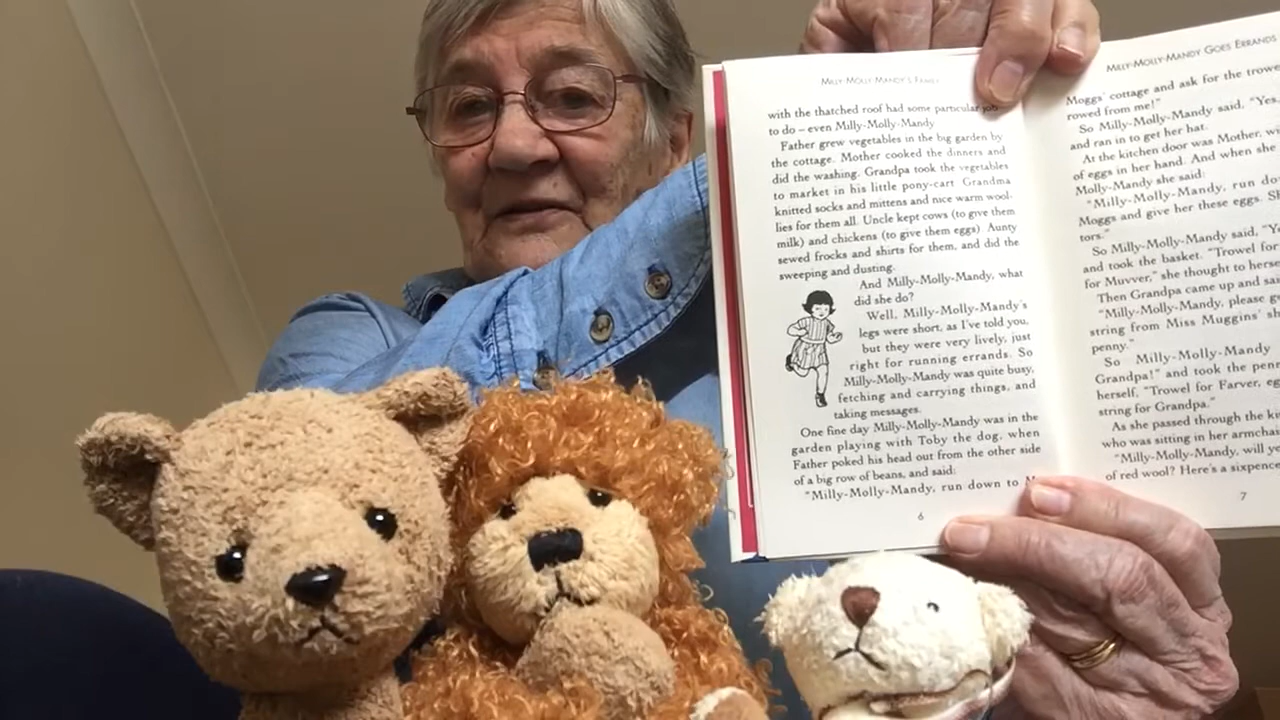 MILLY-MOLLY-MANDY'S FAMILY
with the thatched roof had some particular job
to do – even Milly-Molly-Mandy
Father grew vegetables in the big garden by
the cottage. Mother cooked the dinners and
did the washing. Grandpa took the vegetables
to market in his little pony-cart Grandma
knitted socks and mittens and nice warm wool-
lies for them all. Uncle kept cows (to give them
milk) and chickens (to give them eggs) Aunty
sewed frocks and shirts for them, and did the
sweeping and dusting.
And Milly-Molly-Mandy, what
did she do?
Well, Milly-Molly-Mandy's
legs were short, as I've told you,
but they were very lively, just
right for running errands. So
Milly-Molly-Mandy was quite busy,
fetching and carrying things, and
taking messages.
One fine day Milly-Molly-Mandy was in the
garden playing with Toby the dog, when
Father poked his head out from the other side
of a big row of beans, and said:
"Milly-Molly-Mandy, run down to M
6
MILLY-MOLLY-MANDY GOES ERRANDS
Moggs' cottage and ask for the trowe
rowed from me!"
So Milly-Molly-Mandy said, "Yes,
and ran in to get her hat.
At the kitchen door was Mother, w
of eggs in her hand. And when she
Molly-Mandy she said:
"Milly-Molly-Mandy, run do
Moggs and give her these eggs. S
tors."
So Milly-Molly-Mandy said, "Y
and took the basket. "Trowel for
for Muvver," she thought to herse
Then Grandpa came up and sai
"Milly-Molly-Mandy, please g
string from Miss Muggins' sh
penny."
So Milly-Molly-Mandy
Grandpa!" and took the penn
herself, "Trowel for Farver, eg
string for Grandpa."
As she passed through the ki
who was sitting in her armchai
"Milly-Molly-Mandy, will yo
of red wool? Here's a sixpence
7